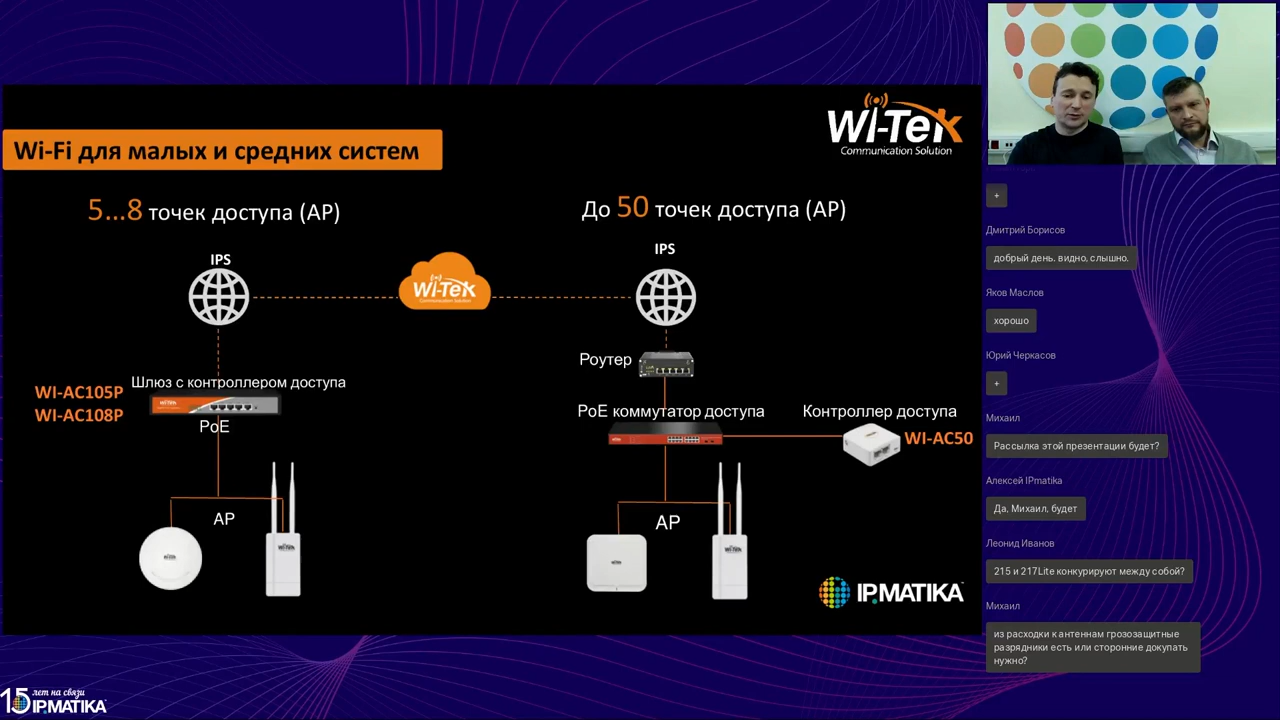 Wi-Tek
Communication Solution
Wi-Fi для малых и средних систем
5...8 точек доступа (AP)
До 50 точек доступа (AP)
IPS
IPS
Wi-Tek
Communication Solution
Роутер
Шлюз с контроллером доступа
WI-AC105P
WI-AC108P
PoE
PoE коммутатор доступа
Контроллер доступа
WI-AC50
AP
AP
IPMATIKA
15 лет на связи
IPMATIKA
+
Дмитрий Борисов
добрый день. видно, слышно.
Яков Маслов
хорошо
Юрий Черкасов
+
Михаил
Рассылка этой презентации будет?
Алексей IPmatika
Да, Михаил, будет
Леонид Иванов
215 и 217Lite конкурируют между собой?
Михаил
из расходки к антеннам грозозащитные
разрядники есть или сторонние докупать
нужно?